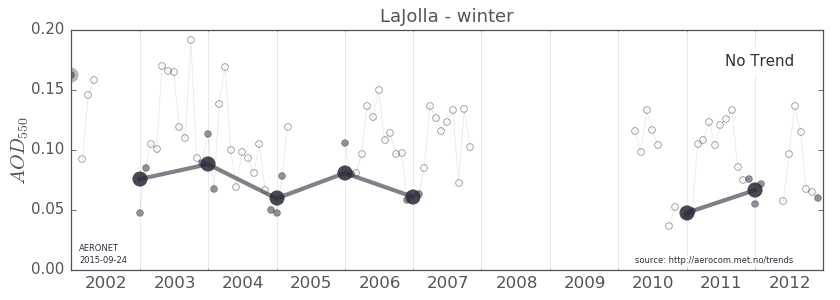 LaJolla - winter
No Trend
0.20
0.15
0.10
0.05
0.00
AOD550
AERONET
2015-09-24
source: http://aerocom.met.no/trends
2002 2003 2004 2005 2006 2007 2008 2009 2010 2011 2012